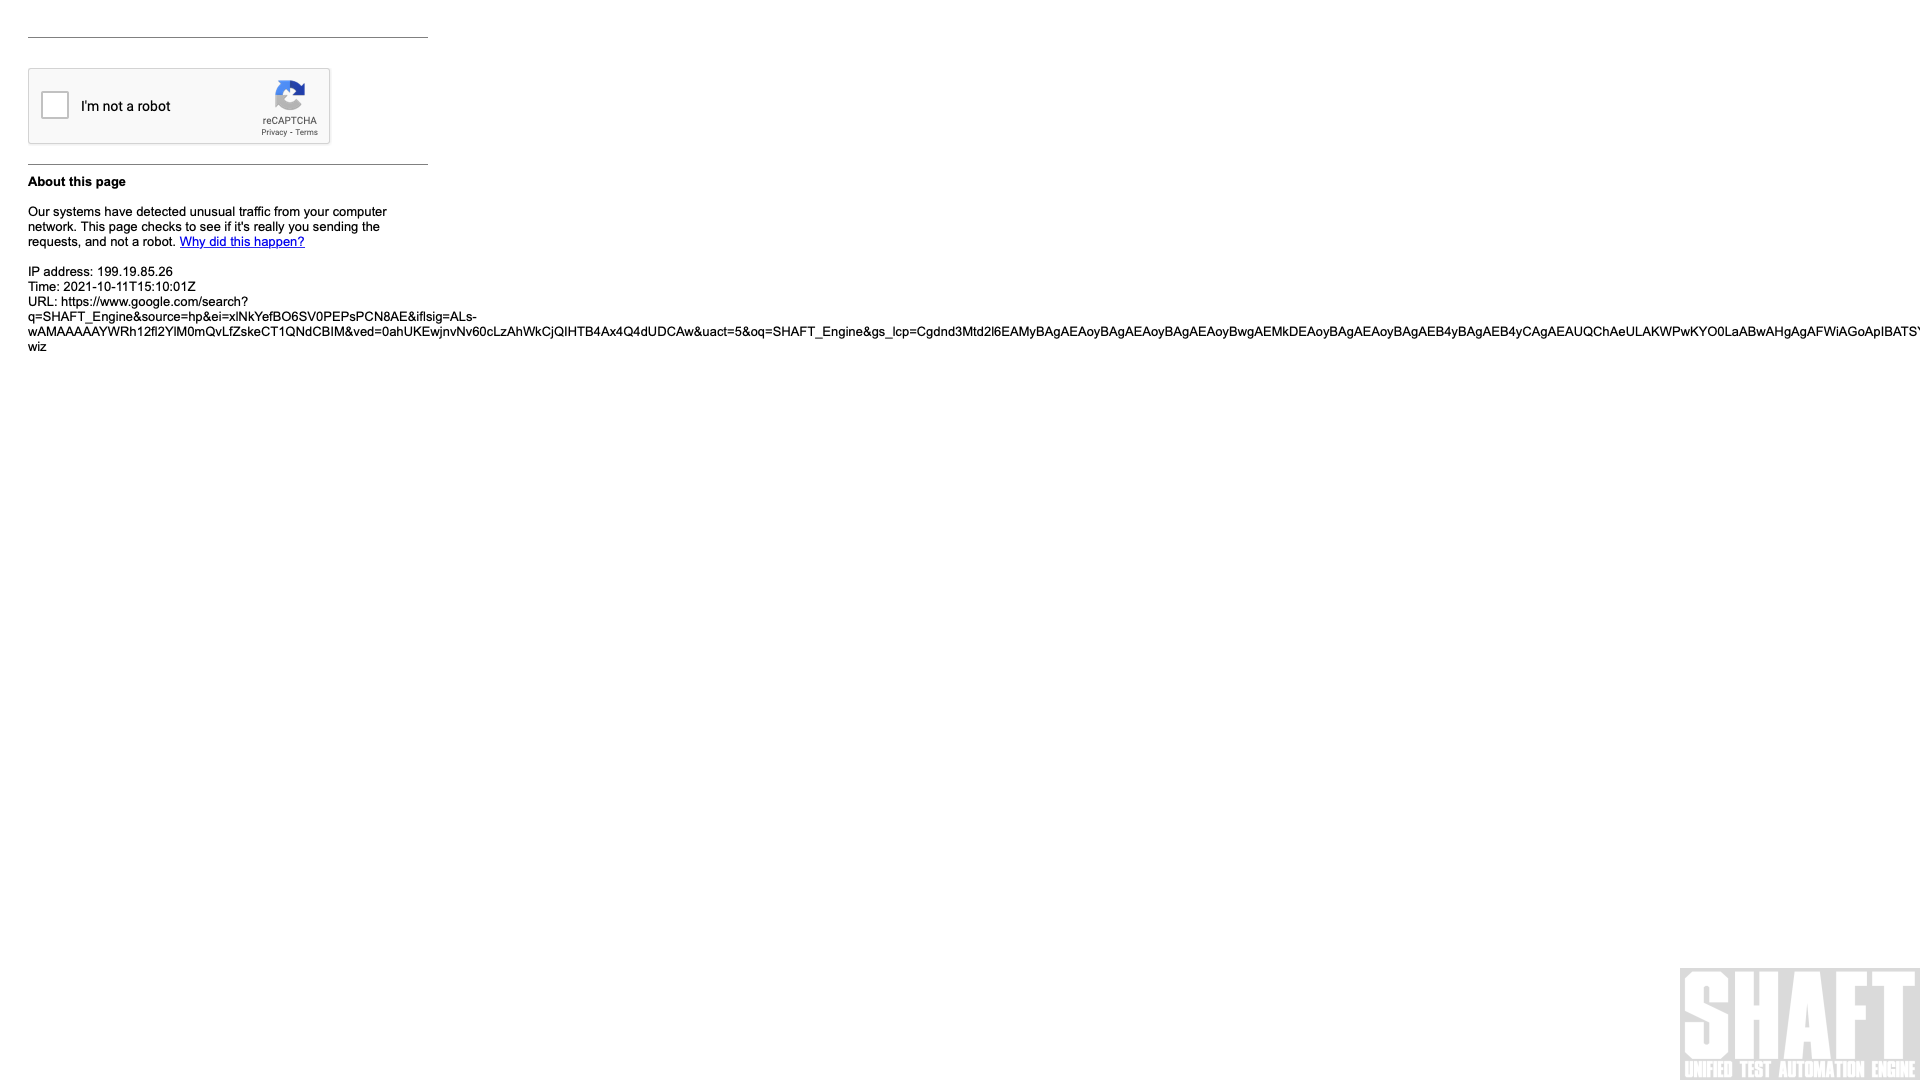 I'm not a robot
reCAPTCHA
Privacy - Terms
About this page
Our systems have detected unusual traffic from your computer
network. This page checks to see if it's really you sending the
requests, and not a robot. Why did this happen?
IP address: 199.19.85.26
Time: 2021-10-11T15:10:01Z
URL: https://www.google.com/search?
q=SHAFT_Engine&source=hp&ei=xlNkYefBO6SV0PEPsPCN8AE&iflsig=ALs-
wAMAAAAAYWRh12fl2YlM0mQvLfZskeCT1QNdCBIM&ved=0ahUKEwjnvNv60cLzAhWkCjQIHTB4Ax4Q4dUDCAw&uact=5&oq=SHAFT_Engine&gs_lcp=Cgdnd3Mtd2l6EAMyBAgAEAoyBAgAEAoyBAgAEAoyBwgAEMkDEAoyBAgAEAoyBAgAEB4yBAgAEB4yCAgAEAUQChAeULAKWPwKYO0LaABwAHgAgAFWiAGoApIBATSY
wiz
SHAFT
UNIFIED TEST AUTOMATION ENGINE